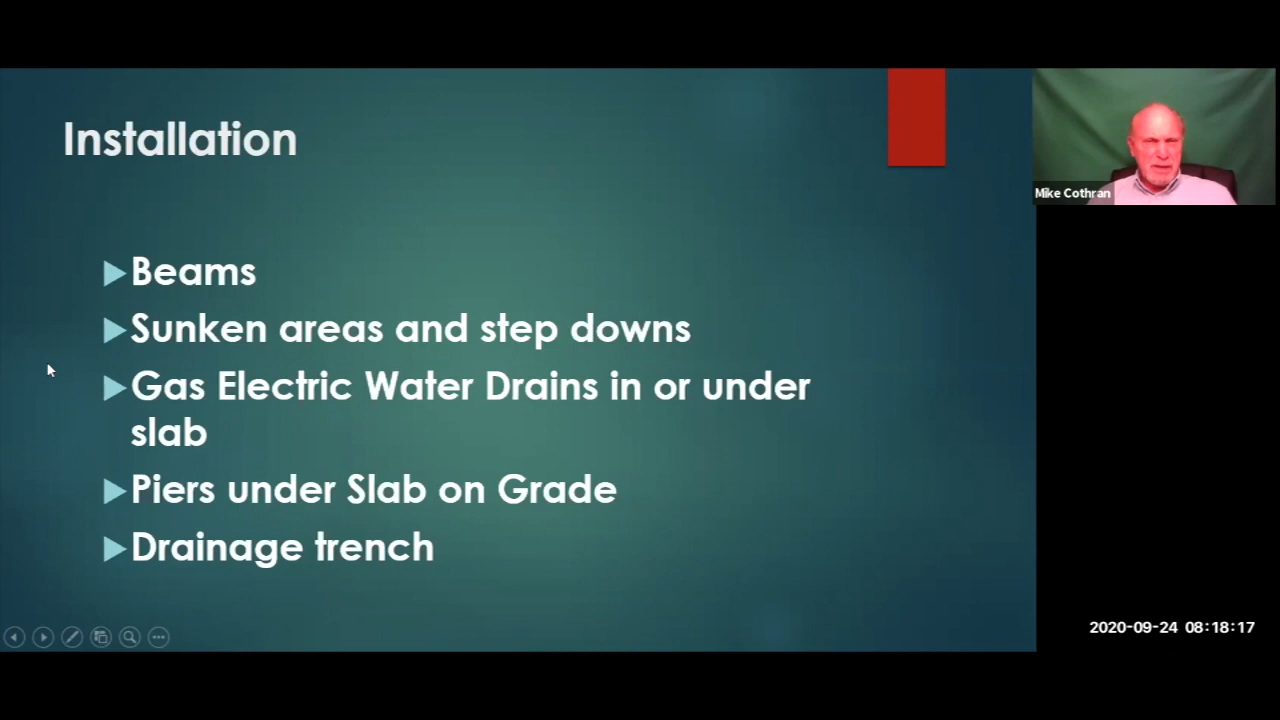 Installation
Beams
Sunken areas and step downs
Gas Electric Water Drains in or under
slab
Piers under Slab on Grade
Drainage trench
Mike Cothran
2020-09-24 08:18:17